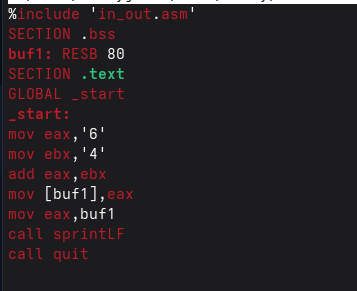 %include 'in_out.asm'
SECTION .bss
buf1: RESB 80
SECTION .text
GLOBAL _start
_start:
mov eax,'6'
mov ebx,'4'
add eax,ebx
mov [buf1],eax
mov eax,buf1
call sprintLF
call quit